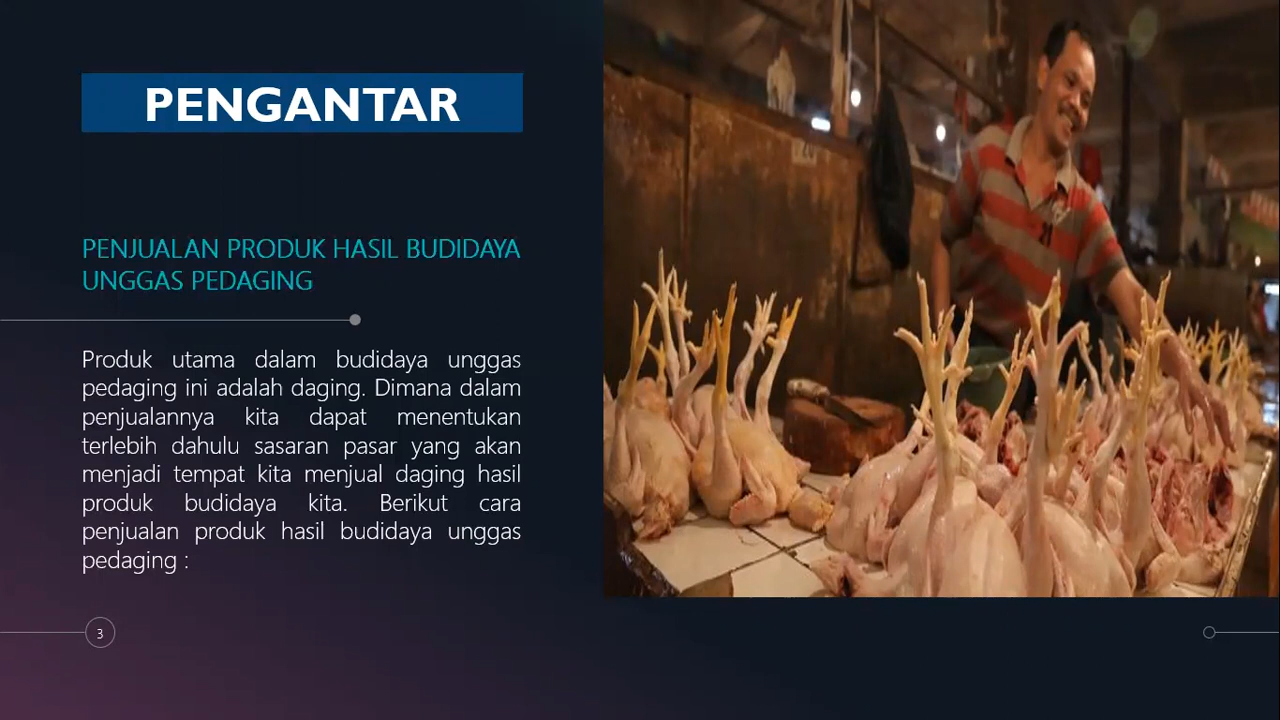 PENGANTAR
PENJUALAN PRODUK HASIL BUDIDAYA
UNGGAS PEDAGING
Produk utama dalam budidaya unggas
pedaging ini adalah daging. Dimana dalam
penjualannya kita dapat menentukan
terlebih dahulu sasaran pasar yang akan
menjadi tempat kita menjual daging hasil
produk budidaya kita. Berikut cara
penjualan produk hasil budidaya unggas
pedaging :
3